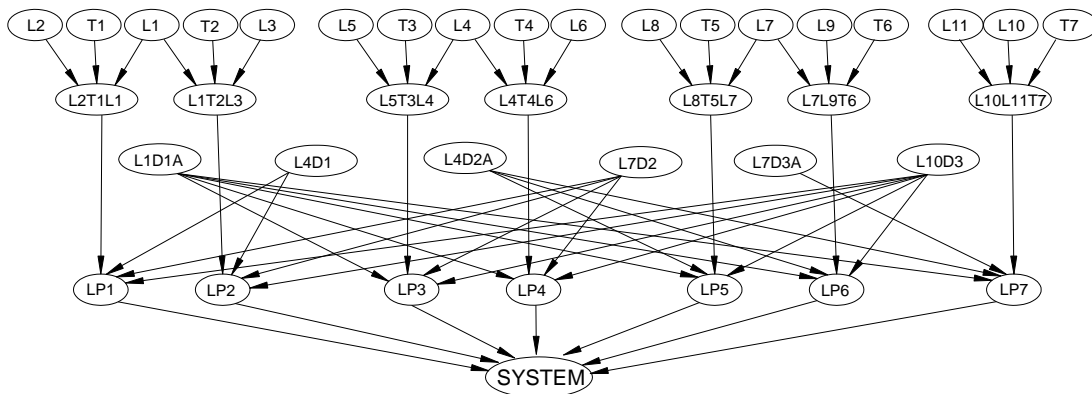 L2 T1 L1 T2 L3 L5 T3 L4 T4 L6 L8 T5 L7 L9 T6 L11 L10 T7
L2T1L1 L1T2L3 L5T3L4 L4T4L6 L8T5L7 L7L9T6 L10L11T7
L1D1A L4D1 L4D2A L7D2 L7D3A L10D3
LP1 LP2 LP3 LP4 LP5 LP6 LP7
SYSTEM